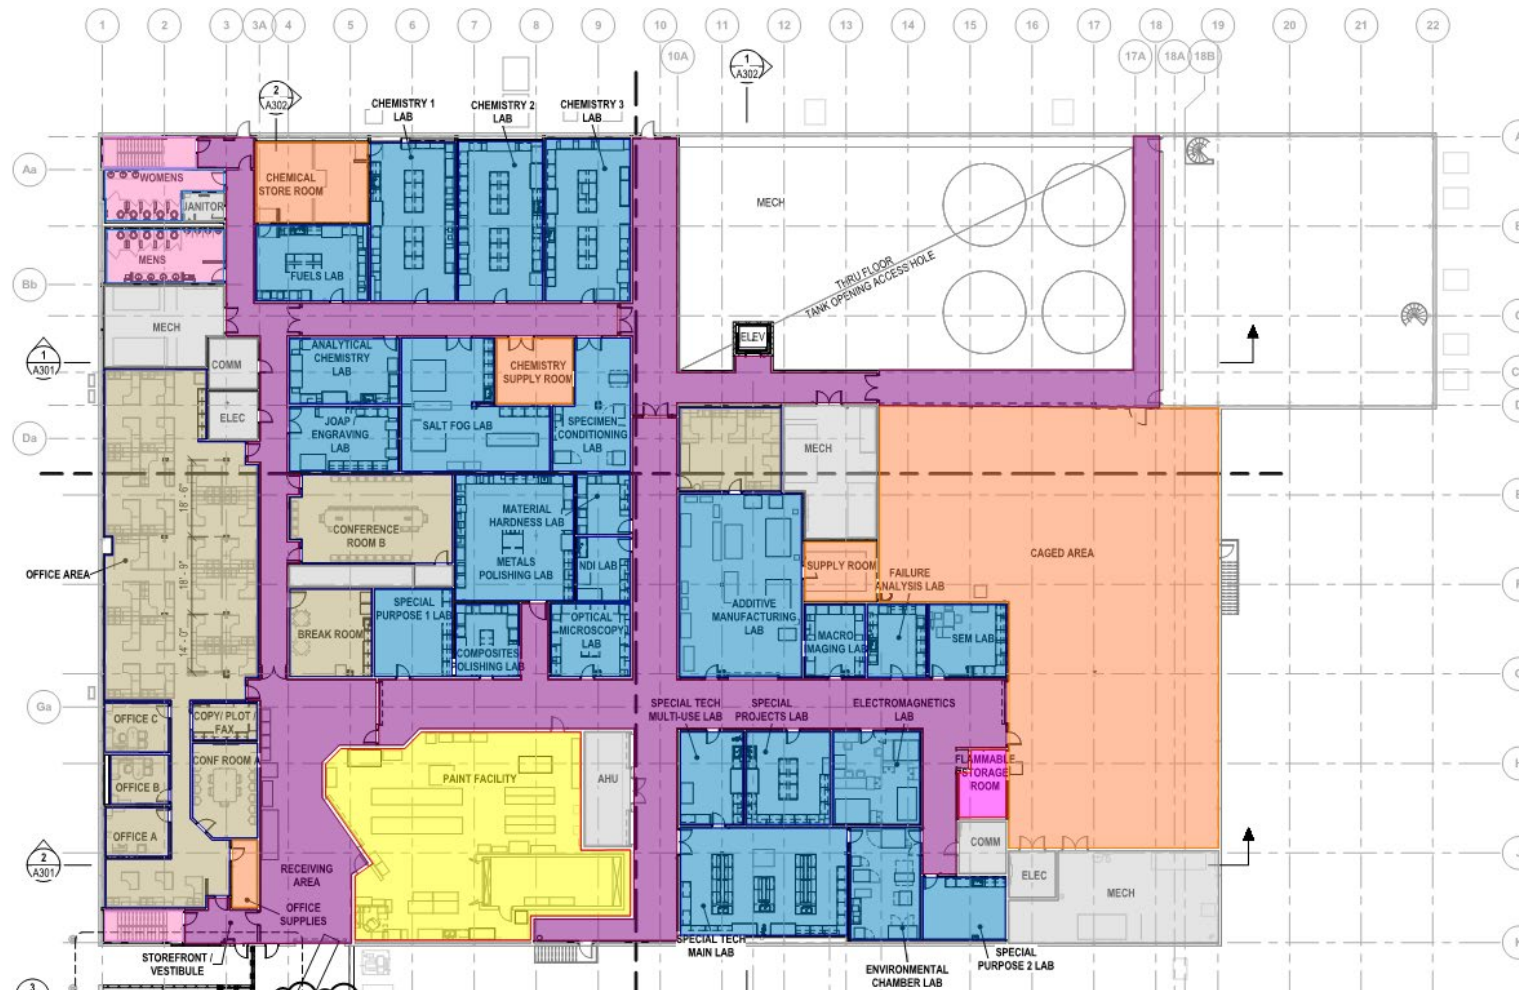 1 2 3 3A 4 5 6 7 8 9 10 10A 11 12 13 14 15 16 17 17A 18 18A 18B 19 20 21 22
1
A302
2
A302
CHEMISTRY 1
LAB
CHEMISTRY 2
LAB
CHEMISTRY 3
LAB
Aa
WOMENS
JANITOR
CHEMICAL
STORE ROOM
MECH
MENS
FUELS LAB
THRU FLOOR
TANK OPENING ACCESS HOLE
Bb
MECH
ELEV
1
A301
COMM
ANALYTICAL
CHEMISTRY
LAB
CHEMISTRY
SUPPLY ROOM
ELEC
JOAP /
ENGRAVING
LAB
SALT FOG LAB
SPECIMEN
CONDITIONING
LAB
MECH
Da
18' - 6"
CONFERENCE
ROOM B
MATERIAL
HARDNESS LAB
METALS
POLISHING LAB
NDI LAB
CAGED AREA
OFFICE AREA
18' - 9"
SUPPLY ROOM
FAILURE
ANALYSIS LAB
14' - 0"
BREAK ROOM
SPECIAL
PURPOSE 1 LAB
COMPOSITES
POLISHING LAB
OPTICAL
MICROSCOPY
LAB
ADDITIVE
MANUFACTURING
LAB
MACRO
IMAGING LAB
SEM LAB
Ga
OFFICE C
COPY/ PLOT /
FAX
SPECIAL TECH
MULTI-USE LAB
SPECIAL
PROJECTS LAB
ELECTROMAGNETICS
LAB
CONF ROOM A
OFFICE B
PAINT FACILITY
AHU
FLAMMABLE
STORAGE
ROOM
OFFICE A
COMM
2
A301
RECEIVING
AREA
ELEC
MECH
OFFICE
SUPPLIES
STOREFRONT /
VESTIBULE
SPECIAL TECH
MAIN LAB
ENVIRONMENTAL
CHAMBER LAB
SPECIAL
PURPOSE 2 LAB
3